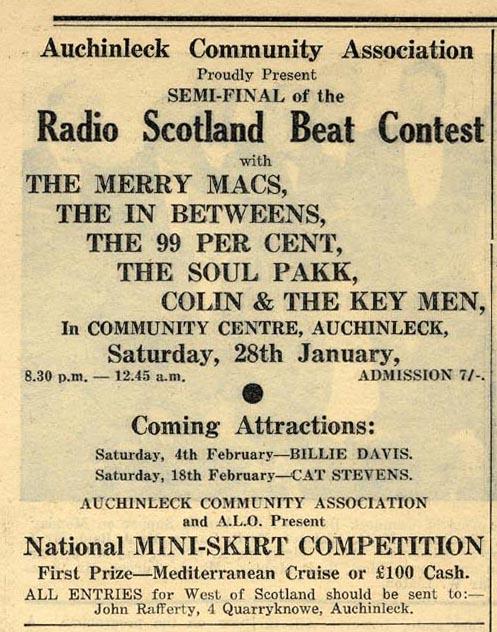 Auchinleck Community Association
Proudly Present
SEMI-FINAL of the
Radio Scotland Beat Contest
with
THE MERRY MACS,
THE IN BETWEENS,
THE 99 PER CENT,
THE SOUL PAKK,
COLIN & THE KEY MEN,
In COMMUNITY CENTRE, AUCHINLECK,
Saturday, 28th January,
8.30 p.m. — 12.45 a.m. ADMISSION 7/-.
Coming Attractions:
Saturday, 4th February—BILLIE DAVIS.
Saturday, 18th February—CAT STEVENS.
AUCHINLECK COMMUNITY ASSOCIATION
and A.L.O. Present
National MINI-SKIRT COMPETITION
First Prize—Mediterranean Cruise or £100 Cash.
ALL ENTRIES for West of Scotland should be sent to:—
John Rafferty, 4 Quarryknowe, Auchinleck.